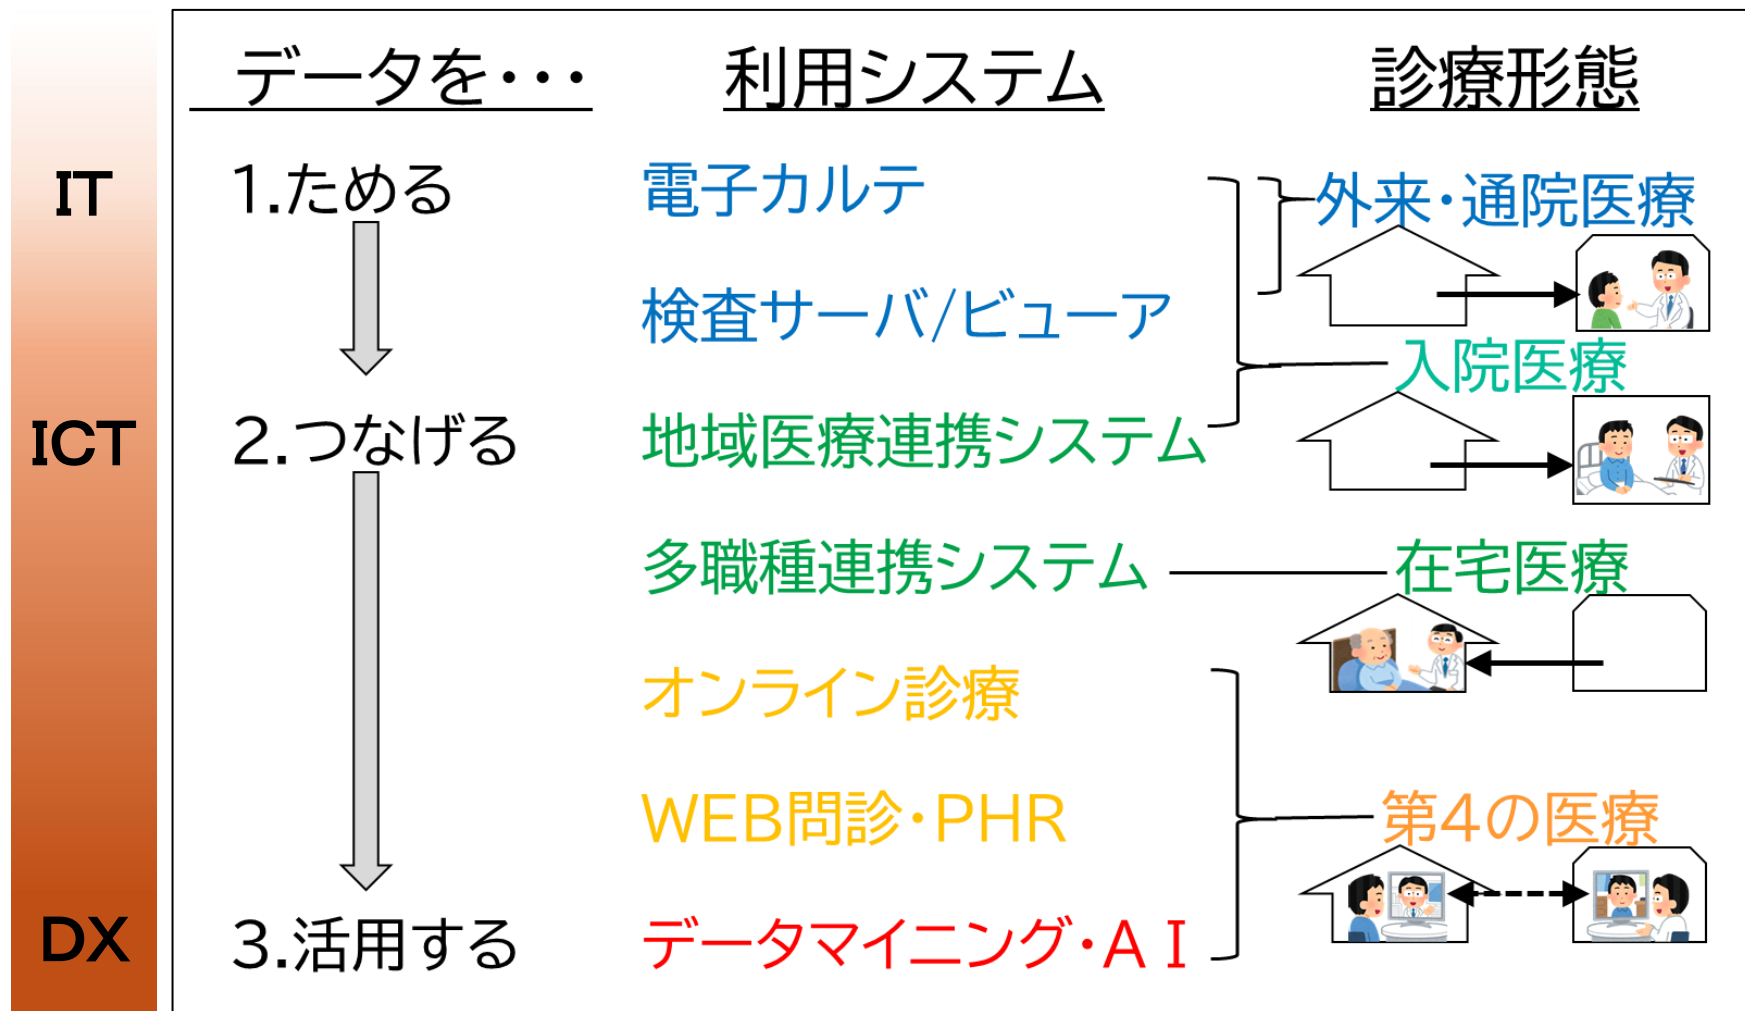 データを・・・ 利用システム 診療形態
IT 1.ためる 電子カルテ 外来・通院医療
検査サーバ/ビューア
入院医療
ICT 2.つなげる 地域医療連携システム
多職種連携システム 在宅医療
オンライン診療
WEB問診・PHR 第4の医療
DX 3.活用する データマイニング・AI